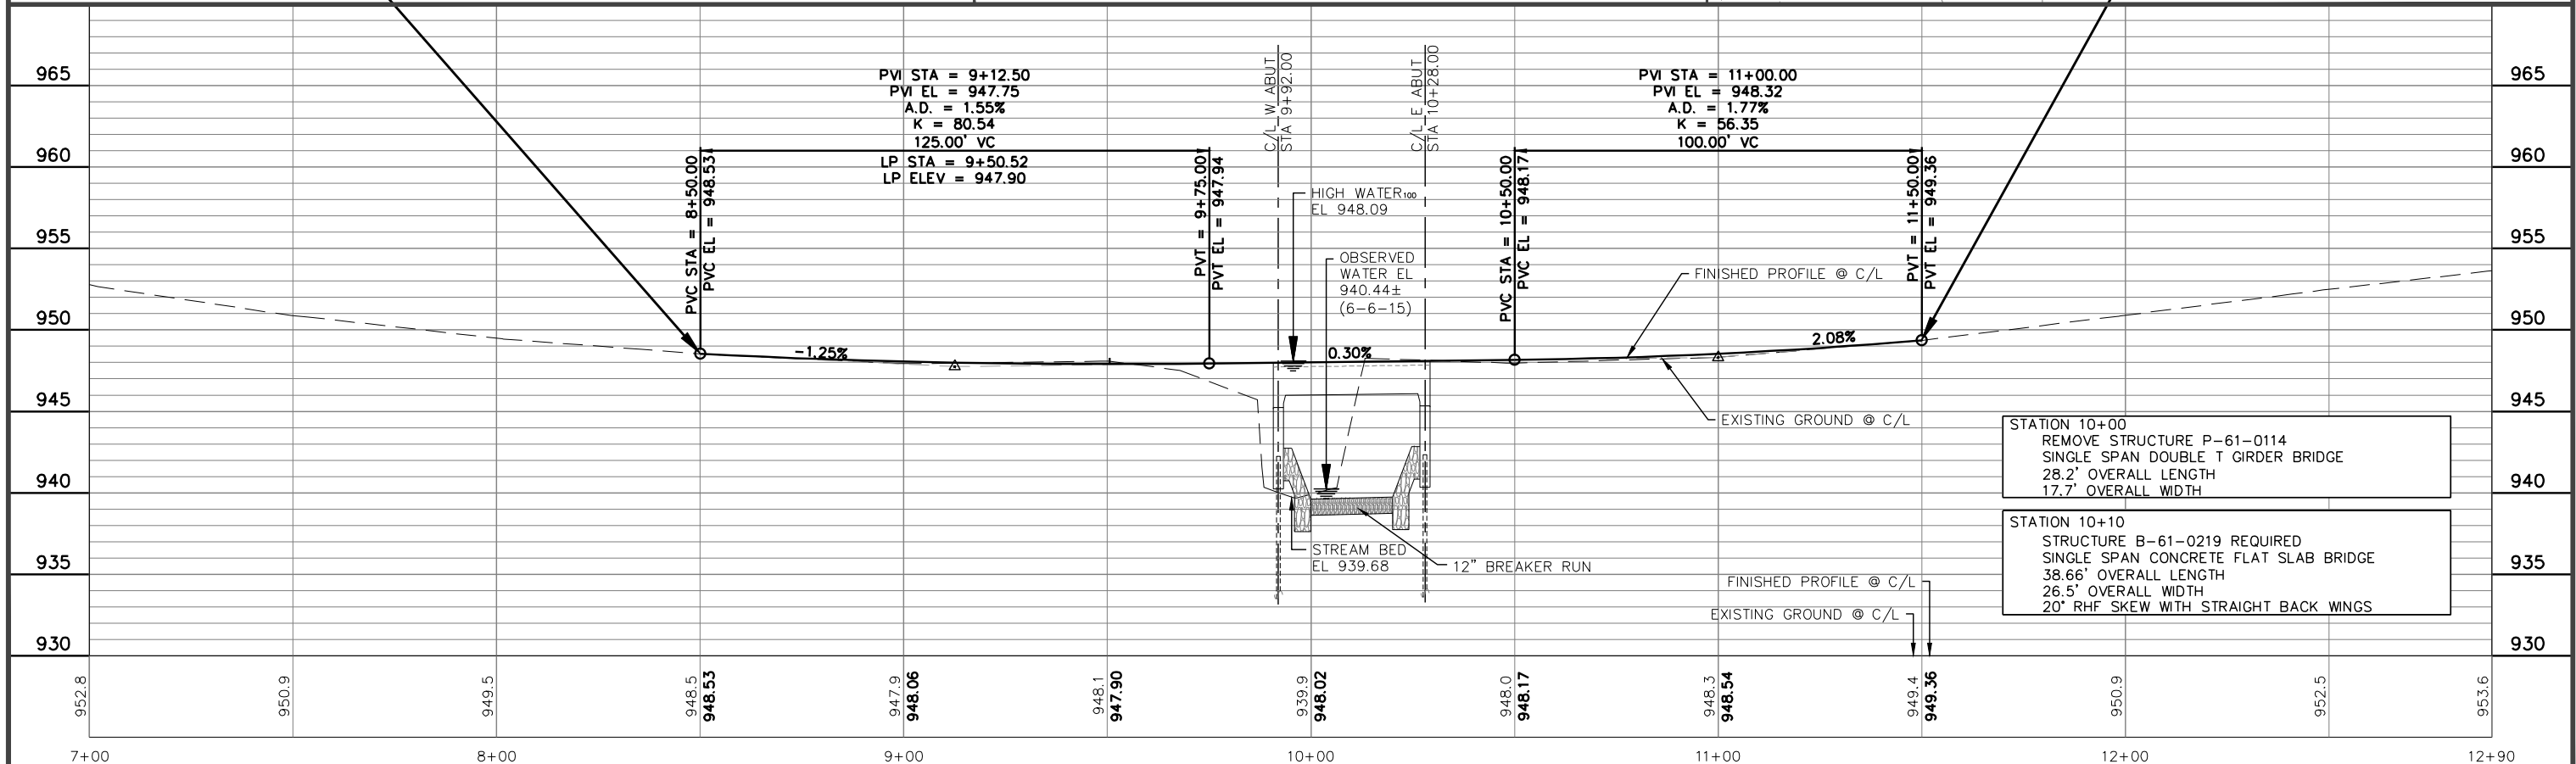 965
960
955
950
945
940
935
930
965
960
955
950
945
940
935
930
PVI STA = 9+12.50
PVI EL = 947.75
A.D. = 1.55%
K = 80.54
125.00' VC
LP STA = 9+50.52
LP ELEV = 947.90
PVC STA = 8+50.00
PVC EL = 948.53
PVT = 9+75.00
PVT EL = 947.94
C/L W ABUT
STA 9+92.00
C/L E ABUT
STA 10+28.00
HIGH WATER100
EL 948.09
OBSERVED
WATER EL
940.44±
(6-6-15)
PVI STA = 11+00.00
PVI EL = 948.32
A.D. = 1.77%
K = 56.35
100.00' VC
PVC STA = 10+50.00
PVC EL = 948.17
PVT = 11+50.00
PVT EL = 949.36
FINISHED PROFILE @ C/L
-1.25%
0.30%
2.08%
EXISTING GROUND @ C/L
STATION 10+00
REMOVE STRUCTURE P-61-0114
SINGLE SPAN DOUBLE T GIRDER BRIDGE
28.2' OVERALL LENGTH
17.7' OVERALL WIDTH
STATION 10+10
STRUCTURE B-61-0219 REQUIRED
SINGLE SPAN CONCRETE FLAT SLAB BRIDGE
38.66' OVERALL LENGTH
26.5' OVERALL WIDTH
20° RHF SKEW WITH STRAIGHT BACK WINGS
STREAM BED
EL 939.68
12" BREAKER RUN
FINISHED PROFILE @ C/L
EXISTING GROUND @ C/L
952.8
950.9
949.5
948.5
948.53
947.9
948.06
948.1
947.90
939.9
948.02
948.0
948.17
948.3
948.54
949.4
949.36
950.9
952.5
953.6
7+00
8+00
9+00
10+00
11+00
12+00
12+90